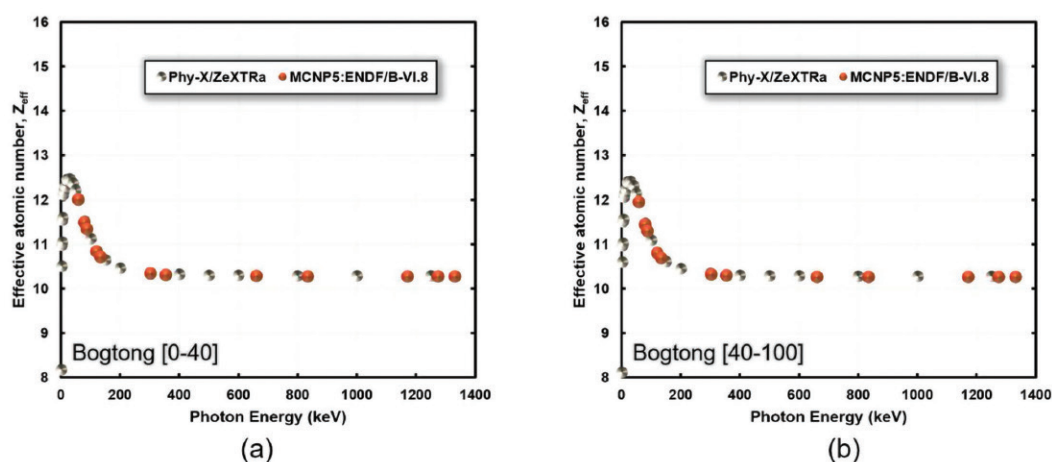 16
15
14
13
12
11
10
9
8
Effective atomic number, Zeff
Phy-X/ZeXTRa MCNP5:ENDF/B-VI.8
Bogtong [0-40]
0 200 400 600 800 1000 1200 1400
Photon Energy (keV)
(a)
16
15
14
13
12
11
10
9
8
Effective atomic number, Zeff
Phy-X/ZeXTRa MCNP5:ENDF/B-VI.8
Bogtong [40-100]
0 200 400 600 800 1000 1200 1400
Photon Energy (keV)
(b)